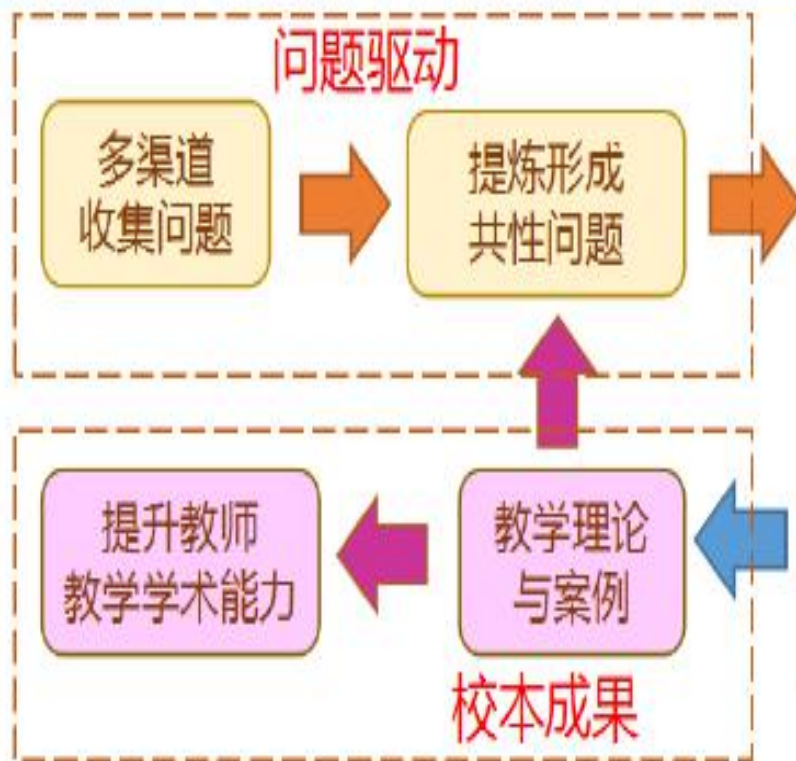 问题驱动
多渠道
收集问题
提炼形成
共性问题
提升教师
教学学术能力
教学理论
与案例
校本成果